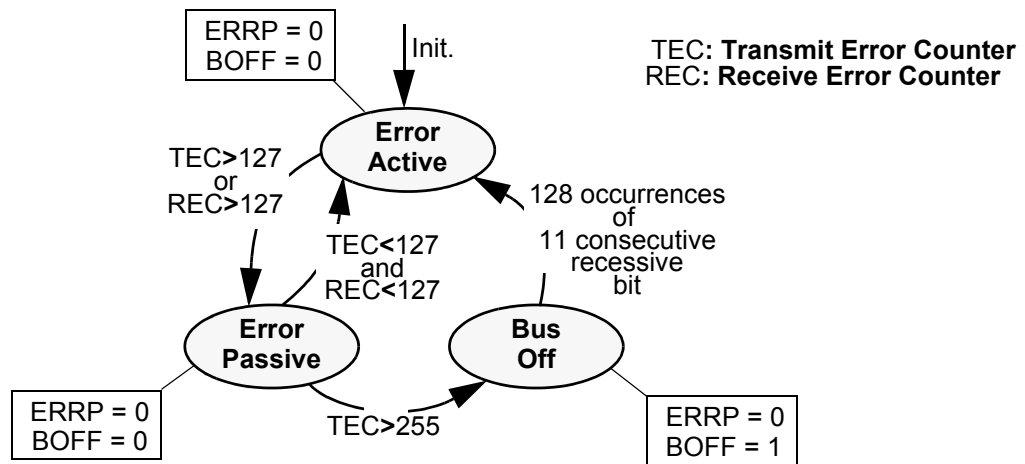 ERRP = 0
BOFF = 0
Init.
TEC: Transmit Error Counter
REC: Receive Error Counter
Error
Active
TEC>127
or
REC>127
TEC<127
and
REC<127
128 occurrences
of
11 consecutive
recessive
bit
Error
Passive
Bus
Off
ERRP = 0
BOFF = 0
TEC>255
ERRP = 0
BOFF = 1